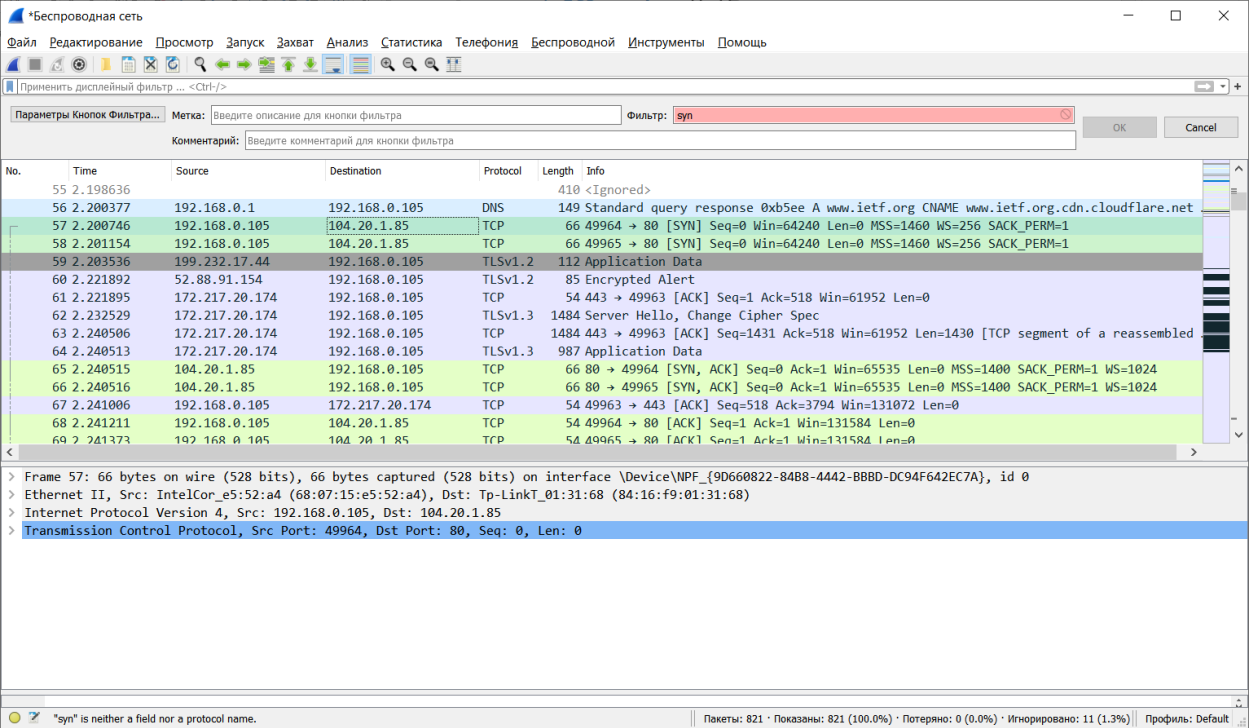 *Беспроводная сеть
Файл Редактирование Просмотр Запуск Захват Анализ Статистика Телефония Беспроводной Инструменты Помощь
Применить дисплейный фильтр ... <Ctrl-/>
Параметры Кнопок Фильтра... Метка: Введите описание для кнопки фильтра Фильтр: syn OK Cancel
Комментарий: Введите комментарий для кнопки фильтра
No. Time Source Destination Protocol Length Info
55 2.198636 410 <Ignored>
56 2.200377 192.168.0.1 192.168.0.105 DNS 149 Standard query response 0xb5ee A www.ietf.org CNAME www.ietf.org.cdn.cloudflare.net …
57 2.200746 192.168.0.105 104.20.1.85 TCP 66 49964 → 80 [SYN] Seq=0 Win=64240 Len=0 MSS=1460 WS=256 SACK_PERM=1
58 2.201154 192.168.0.105 104.20.1.85 TCP 66 49965 → 80 [SYN] Seq=0 Win=64240 Len=0 MSS=1460 WS=256 SACK_PERM=1
59 2.203536 199.232.17.44 192.168.0.105 TLSv1.2 112 Application Data
60 2.221892 52.88.91.154 192.168.0.105 TLSv1.2 85 Encrypted Alert
61 2.221895 172.217.20.174 192.168.0.105 TCP 54 443 → 49963 [ACK] Seq=1 Ack=518 Win=61952 Len=0
62 2.232529 172.217.20.174 192.168.0.105 TLSv1.3 1484 Server Hello, Change Cipher Spec
63 2.240506 172.217.20.174 192.168.0.105 TCP 1484 443 → 49963 [ACK] Seq=1431 Ack=518 Win=61952 Len=1430 [TCP segment of a reassembled …
64 2.240513 172.217.20.174 192.168.0.105 TLSv1.3 987 Application Data
65 2.240515 104.20.1.85 192.168.0.105 TCP 66 80 → 49964 [SYN, ACK] Seq=0 Ack=1 Win=65535 Len=0 MSS=1400 SACK_PERM=1 WS=1024
66 2.240516 104.20.1.85 192.168.0.105 TCP 66 80 → 49965 [SYN, ACK] Seq=0 Ack=1 Win=65535 Len=0 MSS=1400 SACK_PERM=1 WS=1024
67 2.241006 192.168.0.105 172.217.20.174 TCP 54 49963 → 443 [ACK] Seq=518 Ack=3794 Win=131072 Len=0
68 2.241211 192.168.0.105 104.20.1.85 TCP 54 49964 → 80 [ACK] Seq=1 Ack=1 Win=131584 Len=0
69 2.241373 192.168.0.105 104.20.1.85 TCP 54 49965 → 80 [ACK] Seq=1 Ack=1 Win=131584 Len=0
Frame 57: 66 bytes on wire (528 bits), 66 bytes captured (528 bits) on interface \Device\NPF_{9D660822-84B8-4442-BBBD-DC94F642EC7A}, id 0
Ethernet II, Src: IntelCor_e5:52:a4 (68:07:15:e5:52:a4), Dst: Tp-LinkT_01:31:68 (84:16:f9:01:31:68)
Internet Protocol Version 4, Src: 192.168.0.105, Dst: 104.20.1.85
Transmission Control Protocol, Src Port: 49964, Dst Port: 80, Seq: 0, Len: 0
"syn" is neither a field nor a protocol name. Пакеты: 821 · Показаны: 821 (100.0%) · Потеряно: 0 (0.0%) · Игнорировано: 11 (1.3%) Профиль: Default